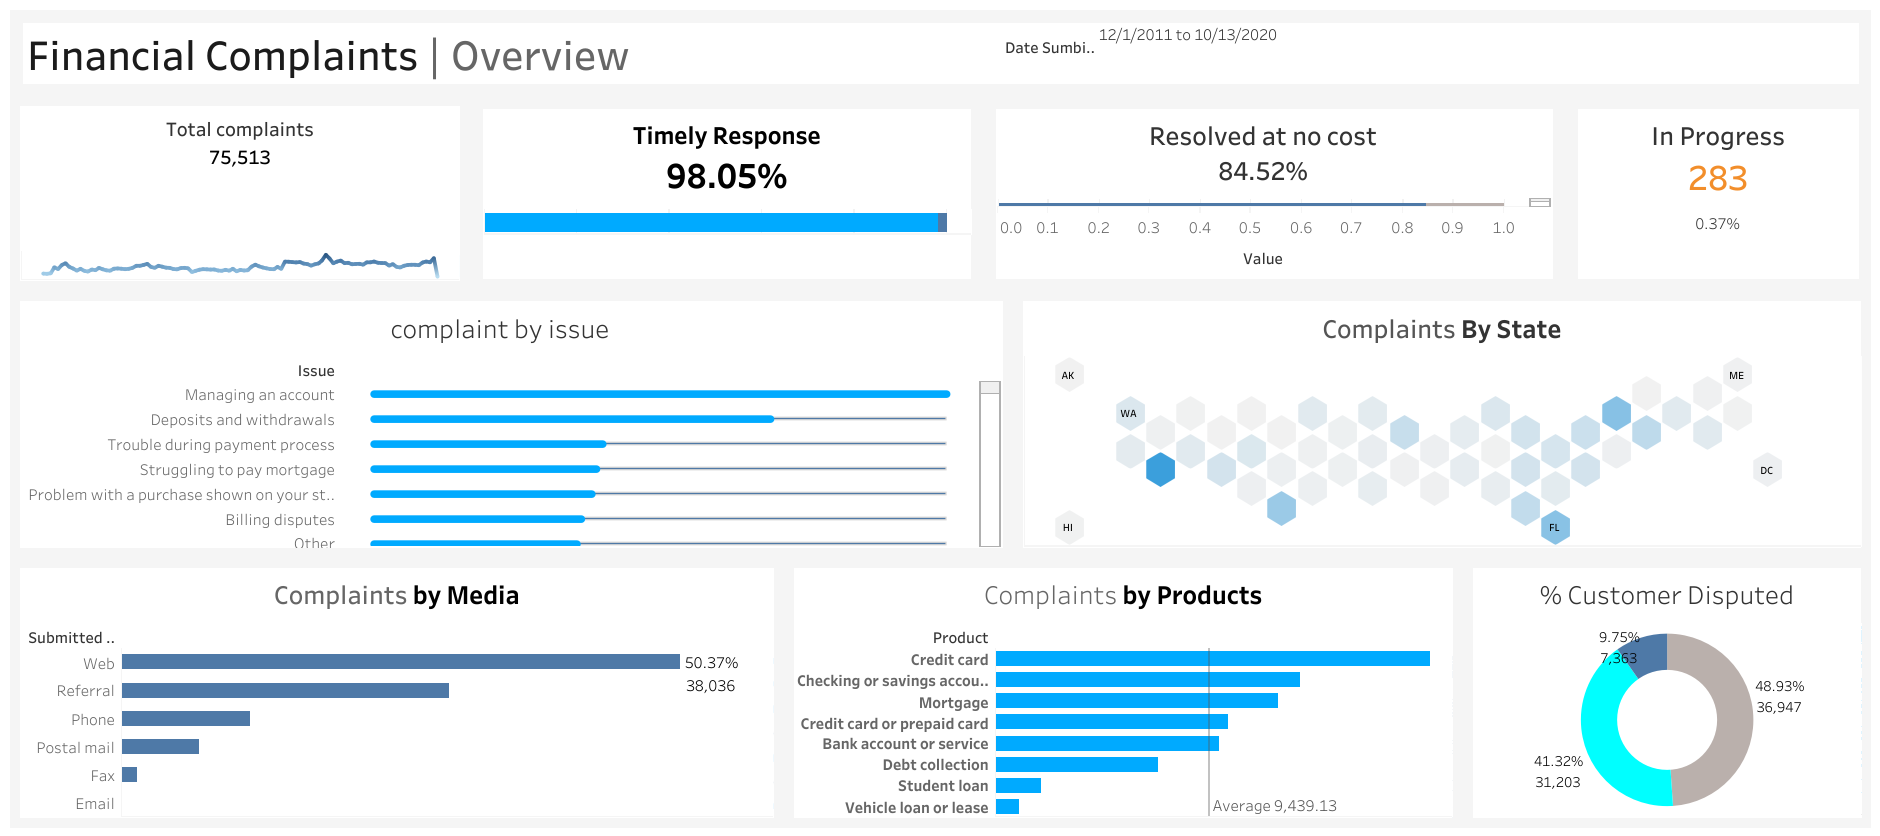 Financial Complaints | Overview
Date Sumbi..
12/1/2011 to 10/13/2020
Total complaints
75,513
Timely Response
98.05%
Resolved at no cost
84.52%
0.0 0.1 0.2 0.3 0.4 0.5 0.6 0.7 0.8 0.9 1.0
Value
In Progress
283
0.37%
complaint by issue
Issue
Managing an account
Deposits and withdrawals
Trouble during payment process
Struggling to pay mortgage
Problem with a purchase shown on your st..
Billing disputes
Other
Complaints By State
AK
ME
WA
DC
HI
FL
Complaints by Media
Submitted ..
Web
50.37%
38,036
Referral
Phone
Postal mail
Fax
Email
Complaints by Products
Product
Credit card
Checking or savings accou..
Mortgage
Credit card or prepaid card
Bank account or service
Debt collection
Student loan
Vehicle loan or lease
Average 9,439.13
% Customer Disputed
9.75%
7,363
48.93%
36,947
41.32%
31,203